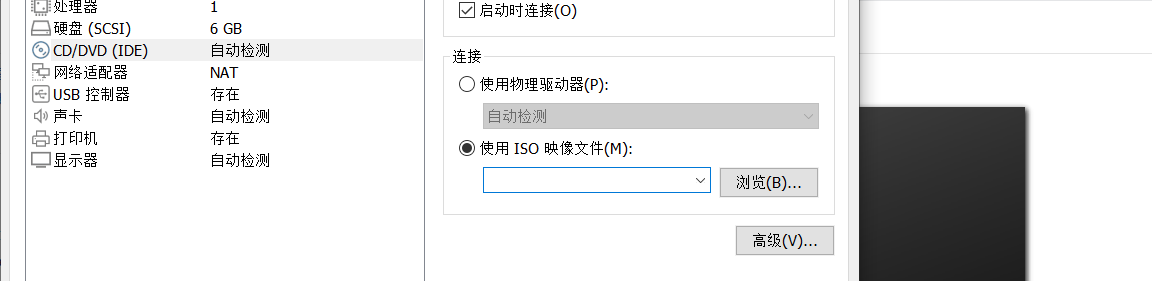 处理器 1
硬盘 (SCSI) 6 GB
CD/DVD (IDE) 自动检测
网络适配器 NAT
USB 控制器 存在
声卡 自动检测
打印机 存在
显示器 自动检测
启动时连接(O)
连接
使用物理驱动器(P):
自动检测
使用 ISO 映像文件(M):
浏览(B)...
高级(V)...